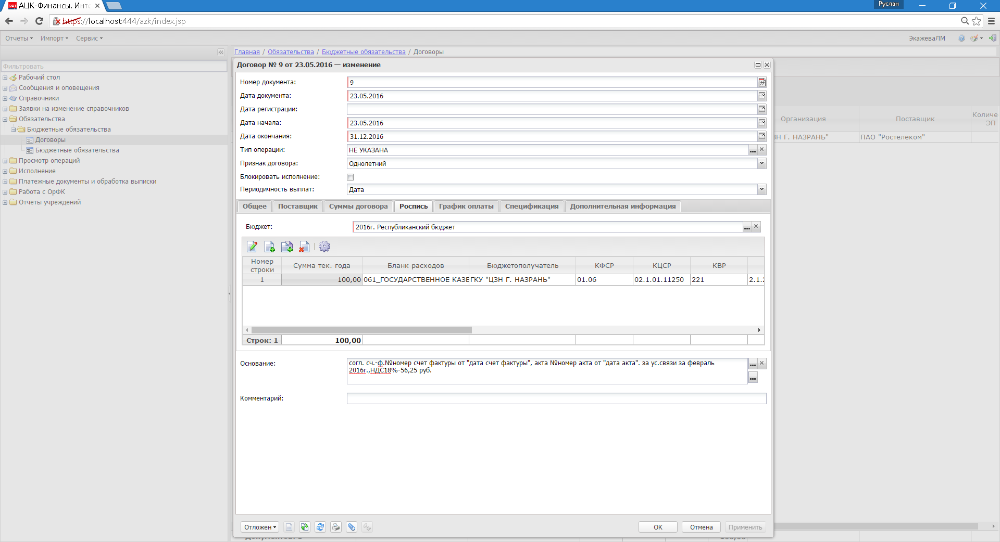 АЦК-Финансы. Инт
Руслан
https://localhost:444/azk/index.jsp
Отчеты Импорт Сервис
ЭкажеваЛМ
Главная / Обязательства / Бюджетные обязательства / Договоры
Фильтровать
Рабочий стол
Сообщения и оповещения
Справочники
Заявки на изменение справочников
Обязательства
Бюджетные обязательства
Договоры
Бюджетные обязательства
Просмотр операций
Исполнение
Платежные документы и обработка выписки
Работа с ОрФК
Отчеты учреждений
Договор № 9 от 23.05.2016 — изменение
Номер документа: 9
Дата документа: 23.05.2016
Дата регистрации:
Дата начала: 23.05.2016
Дата окончания: 31.12.2016
Тип операции: НЕ УКАЗАНА
Признак договора: Однолетний
Блокировать исполнение:
Периодичность выплат: Дата
Общее Поставщик Суммы договора Роспись График оплаты Спецификация Дополнительная информация
Бюджет: 2016г. Республиканский бюджет
Номер строки Сумма тек. года Бланк расходов Бюджетополучатель КФСР КЦСР КВР
1 100,00 061_ГОСУДАРСТВЕННОЕ КАЗЕ ГКУ "ЦЗН Г. НАЗРАНЬ" 01.06 02.1.01.11250 221 2.1.2
Строк: 1 100,00
Основание: согл. сч.-ф.№номер счет фактуры от "дата счет фактуры", акта №номер акта от "дата акта". за ус.связи за февраль
2016г.,НДС18%-56,25 руб.
Комментарий:
Отложен ОК Отмена Применить
Организация Поставщик Количе
ЭП
ЗН Г. НАЗРАНЬ" ПАО "Ростелеком"
Документов: 1 100,00